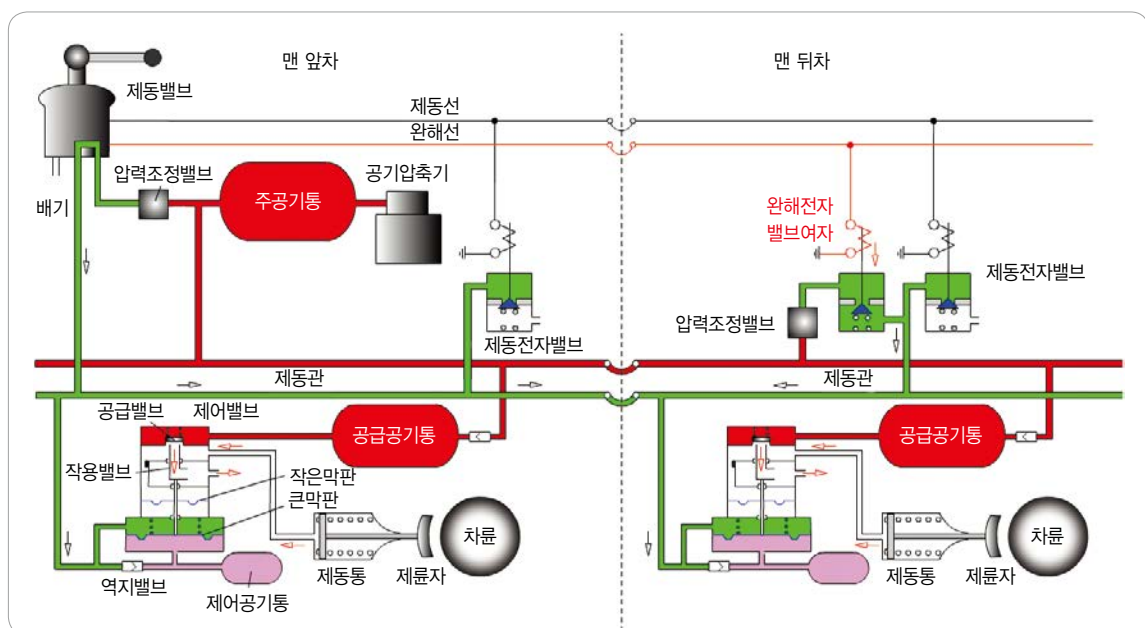 맨 앞차
맨 뒤차
제동밸브
제동선
완해선
압력조정밸브
공기압축기
주공기통
배기
완해전자
밸브여자
제동전자밸브
압력조정밸브
제동전자밸브
제동관
제동관
공급밸브
제어밸브
공급공기통
공급공기통
작용밸브
작은막판
큰막판
차륜
차륜
역지밸브
제동통
제륜자
제동통
제륜자
제어공기통